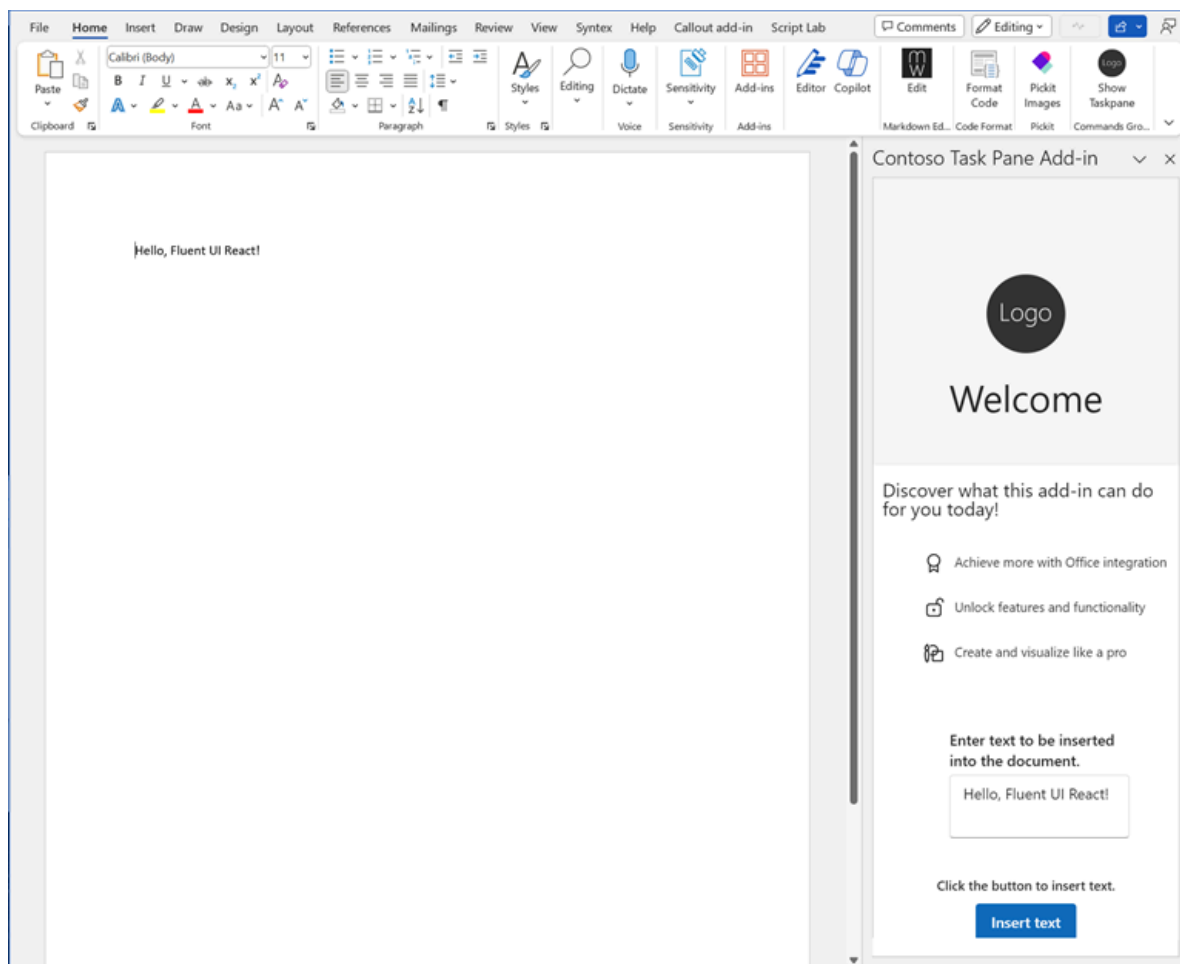 File Home Insert Draw Design Layout References Mailings Review View Syntex Help Callout add-in Script Lab Comments Editing
Calibri (Body) 11
Paste Styles Editing Dictate Sensitivity Add-ins Editor Copilot Edit Format Code Pickit Images Show Taskpane
Clipboard Font Paragraph Styles Voice Sensitivity Add-ins Markdown Ed... Code Format Pickit Commands Gro...
Contoso Task Pane Add-in
Hello, Fluent UI React!
Logo
Welcome
Discover what this add-in can do
for you today!
Achieve more with Office integration
Unlock features and functionality
Create and visualize like a pro
Enter text to be inserted
into the document.
Hello, Fluent UI React!
Click the button to insert text.
Insert text